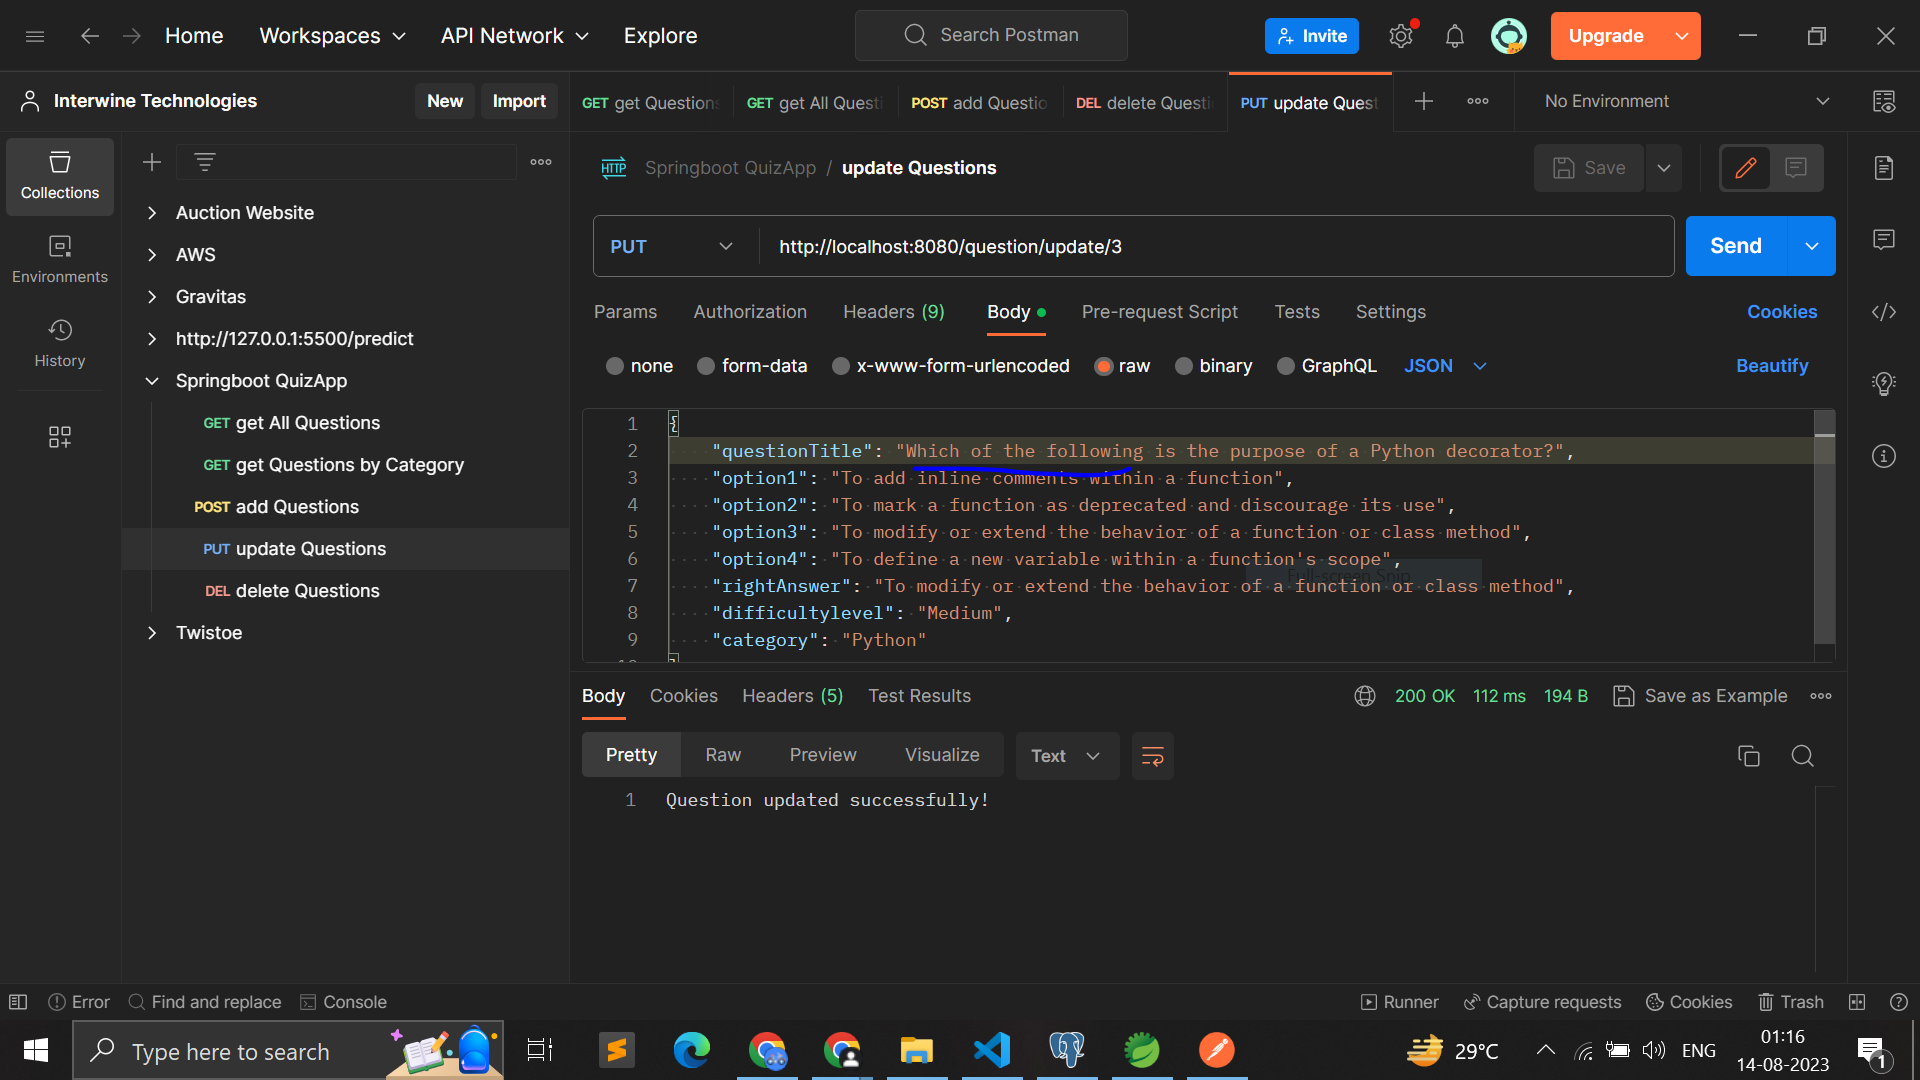 Home Workspaces API Network Explore Search Postman Invite Upgrade
Interwine Technologies New Import GET get Question GET get All Questi POST add Questio DEL delete Questi PUT update Quest No Environment
Collections
Environments
History
Auction Website
AWS
Gravitas
http://127.0.0.1:5500/predict
Springboot QuizApp
GET get All Questions
GET get Questions by Category
POST add Questions
PUT update Questions
DEL delete Questions
Twistoe
HTTP Springboot QuizApp / update Questions Save
PUT http://localhost:8080/question/update/3 Send
Params Authorization Headers (9) Body Pre-request Script Tests Settings Cookies
none form-data x-www-form-urlencoded raw binary GraphQL JSON Beautify
1 {
2 "questionTitle": "Which of the following is the purpose of a Python decorator?",
3 "option1": "To add inline comments within a function",
4 "option2": "To mark a function as deprecated and discourage its use",
5 "option3": "To modify or extend the behavior of a function or class method",
6 "option4": "To define a new variable within a function's scope",
Full-screen Snip
7 "rightAnswer": "To modify or extend the behavior of a function or class method",
8 "difficultylevel": "Medium",
9 "category": "Python"
10 }
Body Cookies Headers (5) Test Results 200 OK 112 ms 194 B Save as Example
Pretty Raw Preview Visualize Text
1 Question updated successfully!
Error Find and replace Console Runner Capture requests Cookies Trash
Type here to search 29°C ENG 01:16
14-08-2023 1